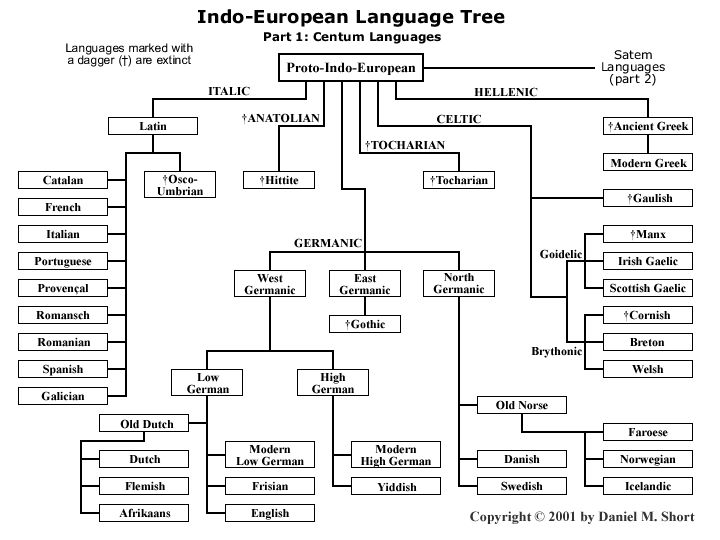 Indo-European Language Tree
Part 1: Centum Languages
Languages marked with
a dagger (†) are extinct
Proto-Indo-European
Satem
Languages
(part 2)
ITALIC
HELLENIC
†ANATOLIAN
CELTIC
†TOCHARIAN
Latin
†Ancient Greek
Modern Greek
†Osco-
Umbrian
†Hittite
†Tocharian
Catalan
French
Italian
Portuguese
Provençal
Romansch
Romanian
Spanish
Galician
†Gaulish
Goidelic
†Manx
Irish Gaelic
Scottish Gaelic
Brythonic
†Cornish
Breton
Welsh
GERMANIC
West
Germanic
East
Germanic
North
Germanic
†Gothic
Low
German
High
German
Old Dutch
Dutch
Flemish
Afrikaans
Modern
Low German
Frisian
English
Modern
High German
Yiddish
Old Norse
Danish
Swedish
Faroese
Norwegian
Icelandic
Copyright © 2001 by Daniel M. Short